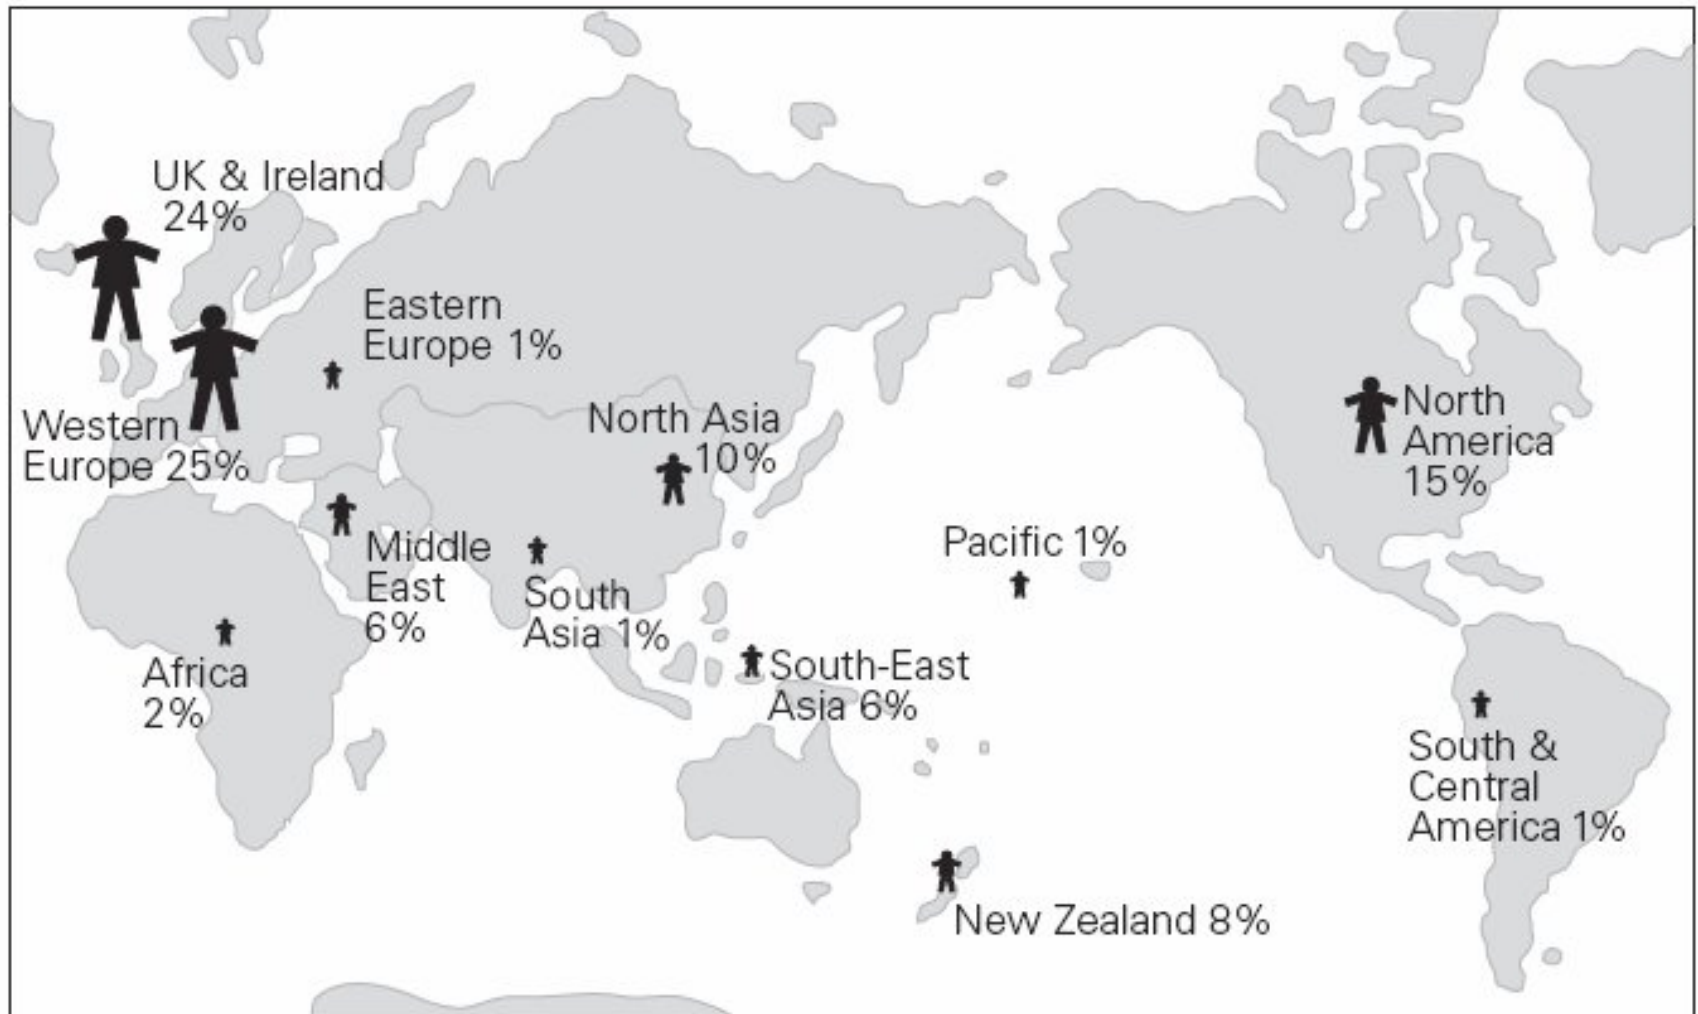 UK & Ireland
24%
Eastern
Europe 1%
Western
Europe 25%
North Asia
10%
North
America
15%
Middle
East
6%
South
Asia 1%
Pacific 1%
Africa
2%
South-East
Asia 6%
South &
Central
America 1%
New Zealand 8%